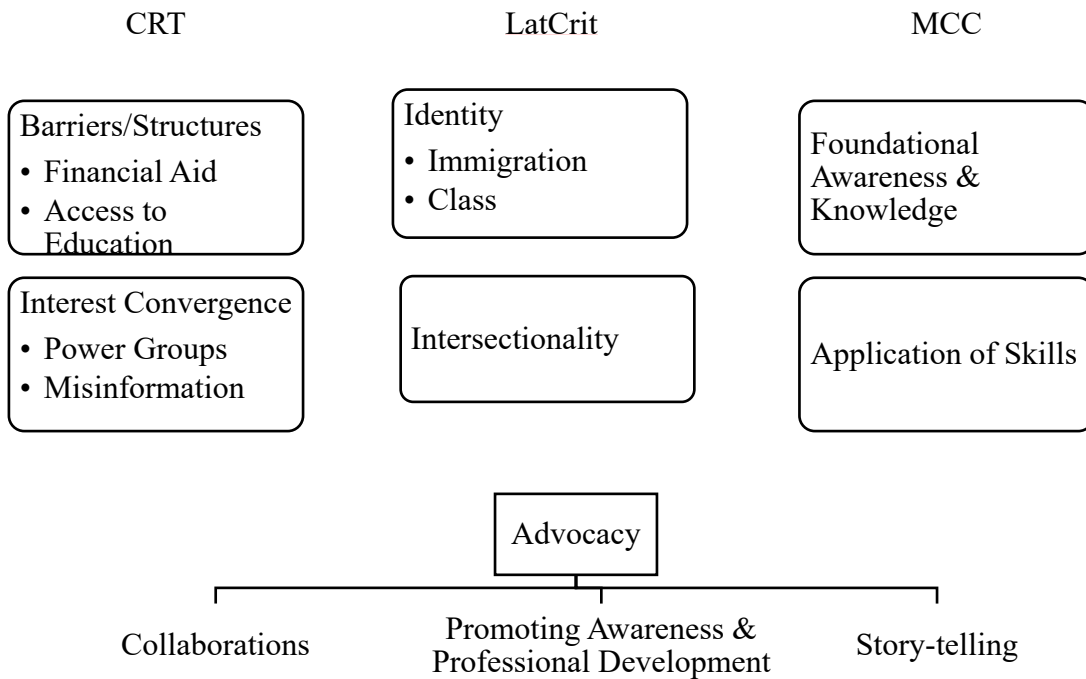 CRT
LatCrit
MCC
Barriers/Structures
• Financial Aid
• Access to
Education
Identity
• Immigration
• Class
Foundational
Awareness &
Knowledge
Interest Convergence
• Power Groups
• Misinformation
Intersectionality
Application of Skills
Advocacy
Collaborations
Promoting Awareness &
Professional Development
Story-telling